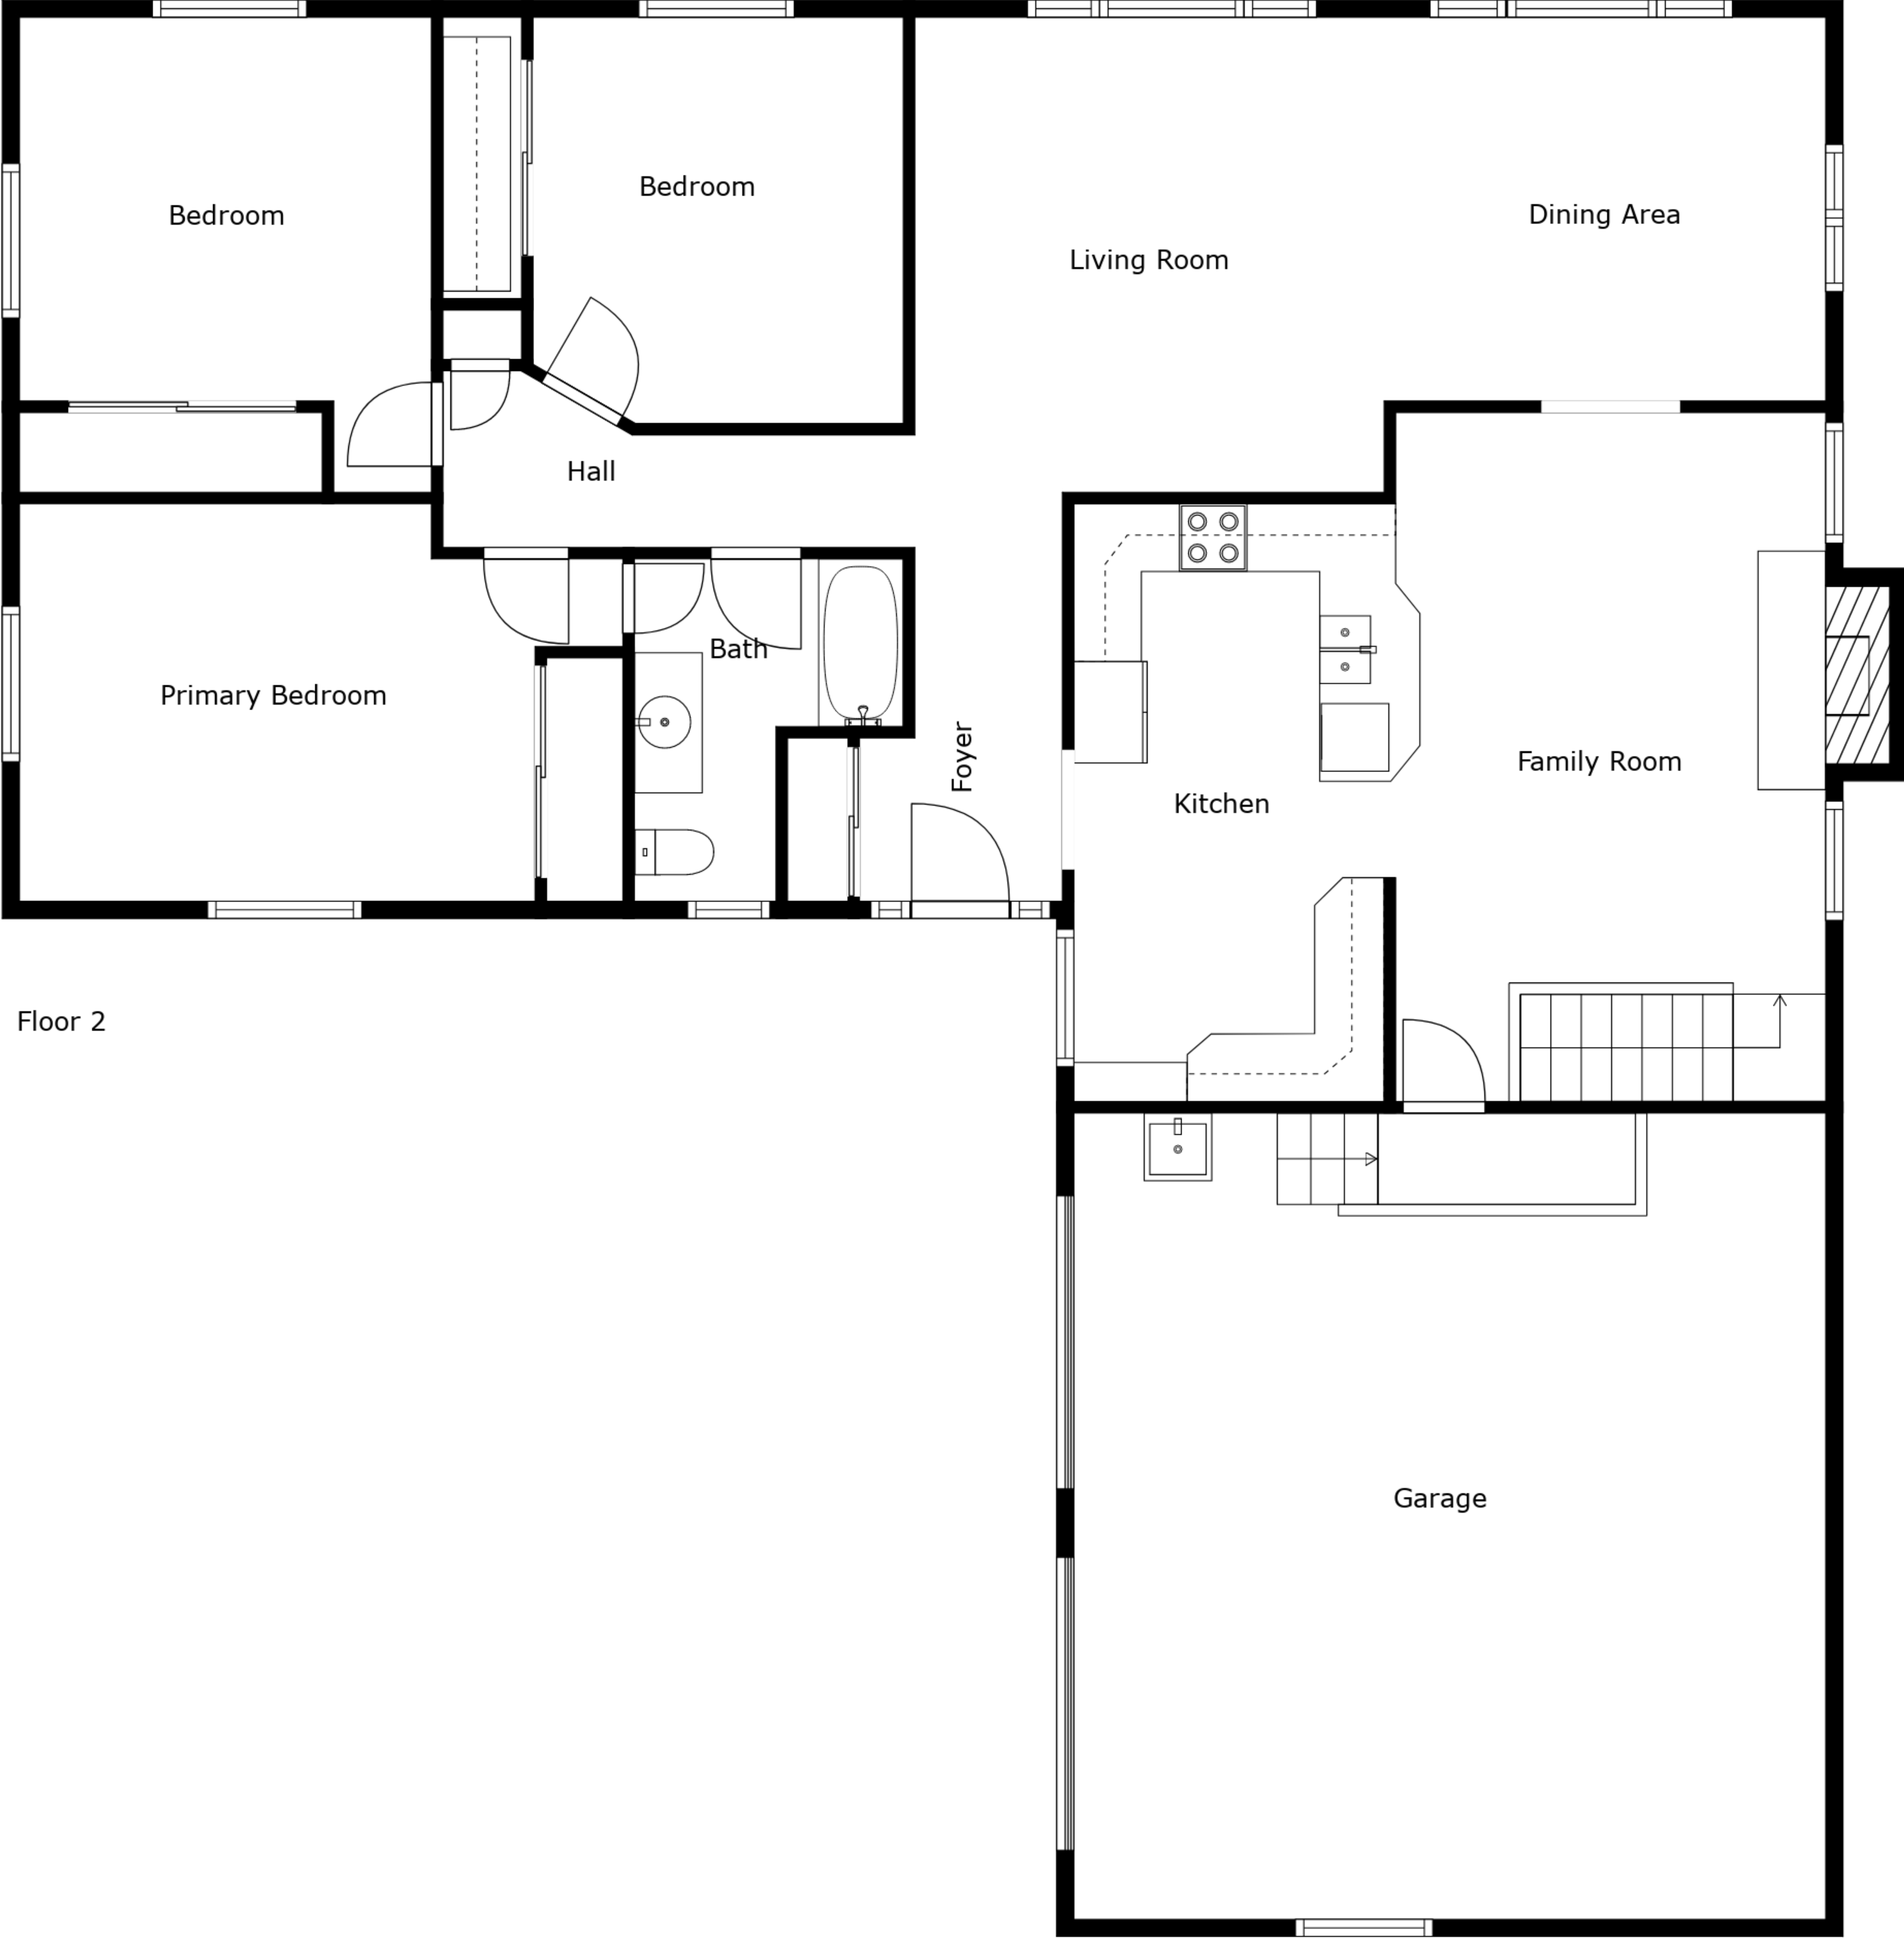 Bedroom
Bedroom
Dining Area
Living Room
Hall
Bath
Primary Bedroom
Foyer
Family Room
Kitchen
Floor 2
Garage